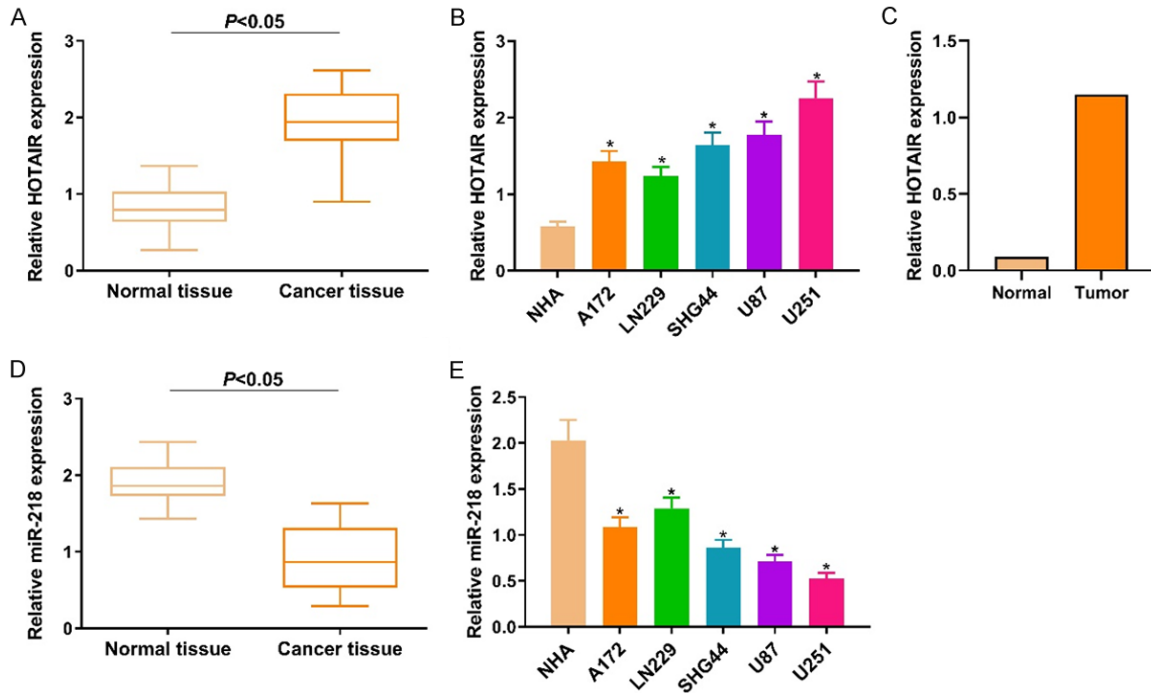 A
P<0.05
Relative HOTAIR expression
3
2
1
0
Normal tissue
Cancer tissue
B
Relative HOTAIR expression
3
2
1
0
*
*
*
*
*
NHA
A172
LN229
SHG44
U87
U251
C
Relative HOTAIR expression
1.5
1.0
0.5
0.0
Normal
Tumor
D
P<0.05
Relative miR-218 expression
3
2
1
0
Normal tissue
Cancer tissue
E
Relative miR-218 expression
2.5
2.0
1.5
1.0
0.5
0.0
*
*
*
*
*
NHA
A172
LN229
SHG44
U87
U251